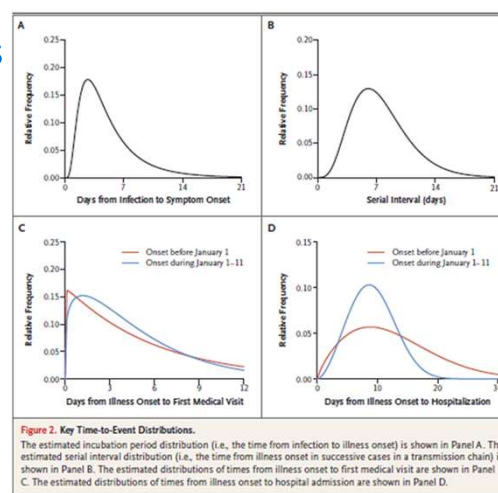 S
A
Relative Frequency
0.25
0.20
0.15
0.10
0.05
0.00
0 7 14 21
Days from Infection to Symptom Onset
B
Relative Frequency
0.20
0.15
0.10
0.05
0.00
0 7 14 21
Serial Interval (days)
C
Relative Frequency
0.25
0.20
0.15
0.10
0.05
0.00
Onset before January 1
Onset during January 1–11
0 3 6 9 12
Days from Illness Onset to First Medical Visit
D
Relative Frequency
0.15
0.10
0.05
0.00
Onset before January 1
Onset during January 1–11
0 10 20
Days from Illness Onset to Hospitalization
Figure 2. Key Time-to-Event Distributions.
The estimated incubation period distribution (i.e., the time from infection to illness onset) is shown in Panel A. Th
estimated serial interval distribution (i.e., the time from illness onset in successive cases in a transmission chain) i
shown in Panel B. The estimated distributions of times from illness onset to first medical visit are shown in Panel
C. The estimated distributions of times from illness onset to hospital admission are shown in Panel D.